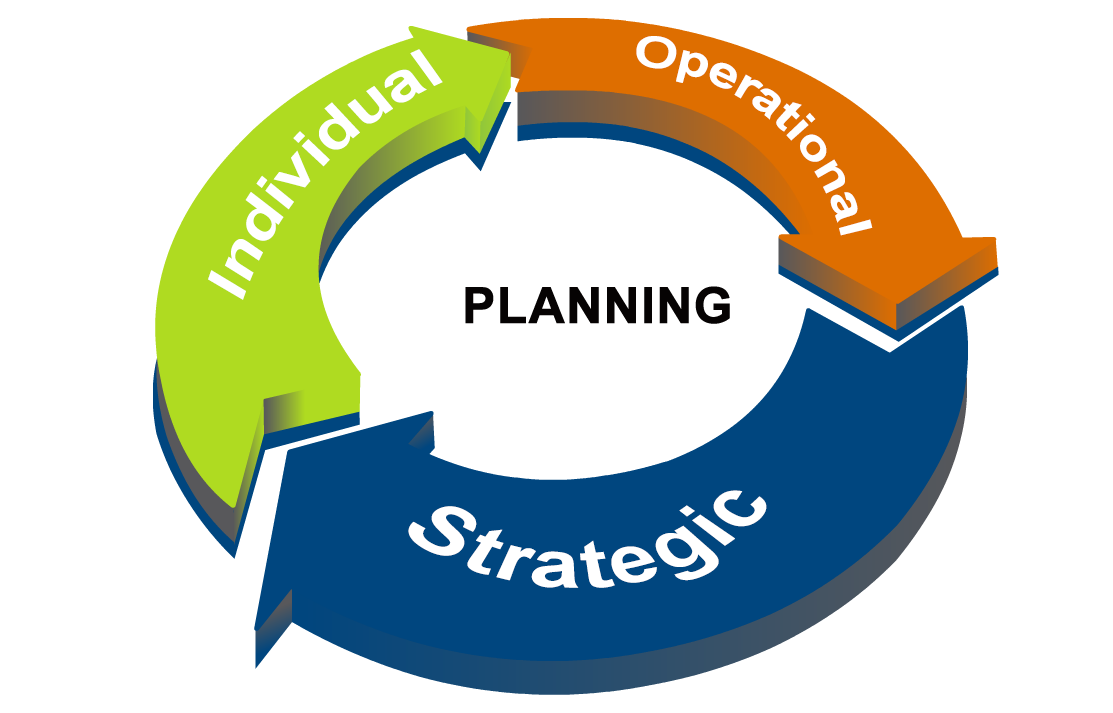 Individual
Operational
PLANNING
Strategic